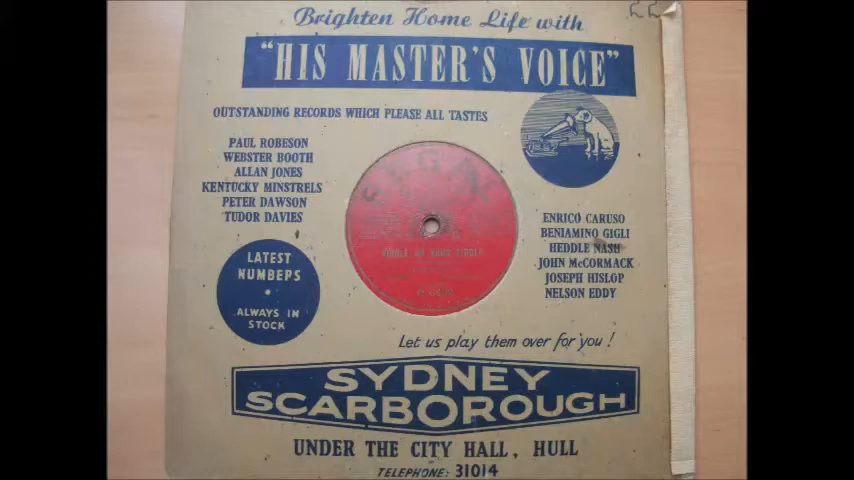 Brighten Home Life with
"HIS MASTER'S VOICE"
OUTSTANDING RECORDS WHICH PLEASE ALL TASTES
PAUL ROBESON
WEBSTER BOOTH
ALLAN JONES
KENTUCKY MINSTRELS
PETER DAWSON
TUDOR DAVIES
REGAL
ENRICO CARUSO
BENIAMINO GIGLI
HEDDLE NASH
JOHN McCORMACK
JOSEPH HISLOP
NELSON EDDY
LATEST
NUMBERS
ALWAYS IN
STOCK
Let us play them over for you!
SYDNEY
SCARBOROUGH
UNDER THE CITY HALL, HULL
TELEPHONE: 31014